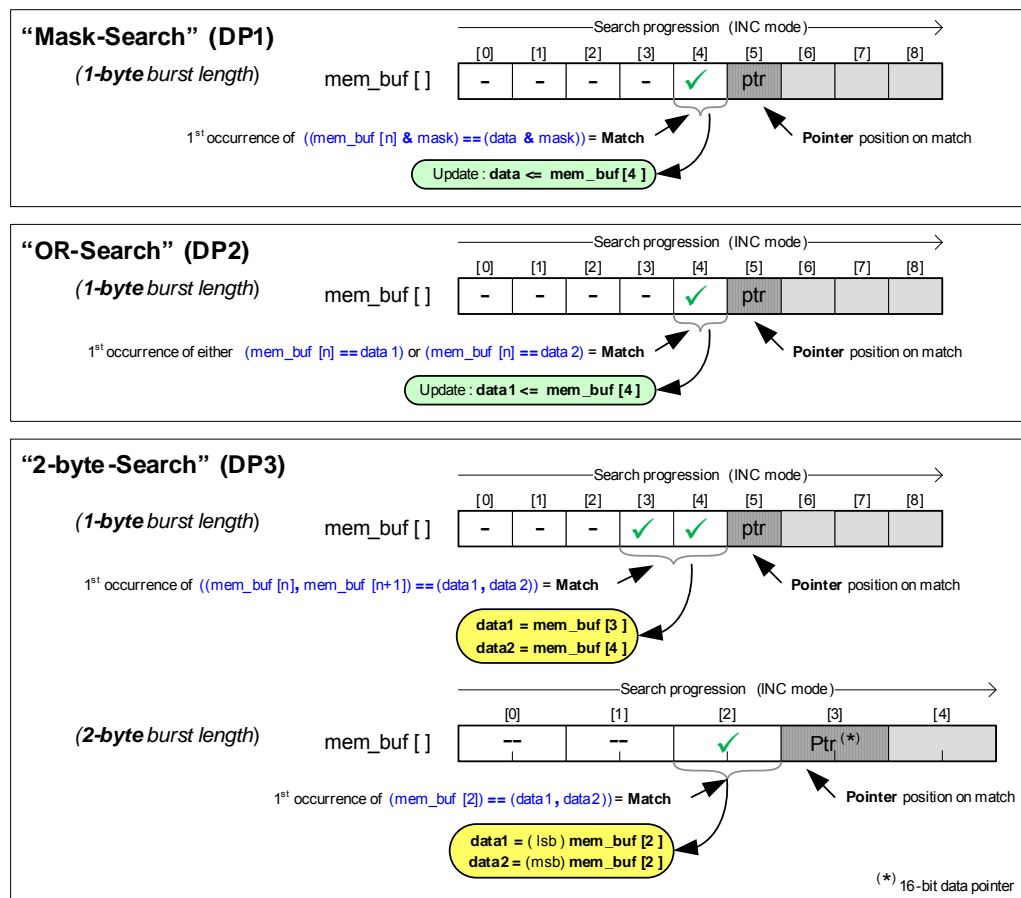 “Mask-Search” (DP1)
Search progression (INC mode)
[0] [1] [2] [3] [4] [5] [6] [7] [8]
(1-byte burst length)
mem_buf [ ] - - - - ✓ ptr
1st occurrence of ((mem_buf [n] & mask) == (data & mask)) = Match
Pointer position on match
Update : data <= mem_buf [4 ]
“OR-Search” (DP2)
Search progression (INC mode)
[0] [1] [2] [3] [4] [5] [6] [7] [8]
(1-byte burst length)
mem_buf [ ] - - - - ✓ ptr
1st occurrence of either (mem_buf [n] == data 1) or (mem_buf [n] == data 2) = Match
Pointer position on match
Update : data1 <= mem_buf [4 ]
“2-byte-Search” (DP3)
Search progression (INC mode)
[0] [1] [2] [3] [4] [5] [6] [7] [8]
(1-byte burst length)
mem_buf [ ] - - - ✓ ✓ ptr
1st occurrence of ((mem_buf [n], mem_buf [n+1]) == (data1, data2)) = Match
Pointer position on match
data1 = mem_buf [3 ]
data2 = mem_buf [4 ]
Search progression (INC mode)
[0] [1] [2] [3] [4]
(2-byte burst length)
mem_buf [ ] -- -- ✓ Ptr (*)
1st occurrence of (mem_buf [2]) == (data1, data2)) = Match
Pointer position on match
data1 = ( lsb ) mem_buf [2 ]
data2 = (msb) mem_buf [2 ]
(*) 16-bit data pointer